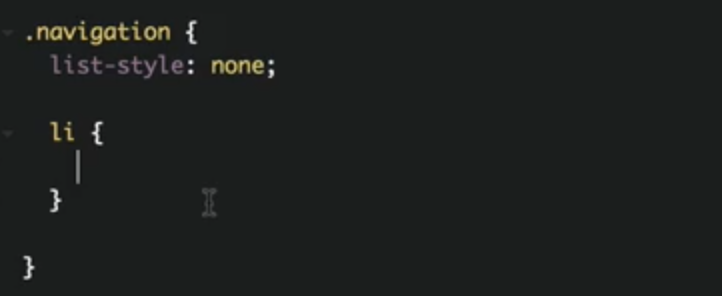 .navigation {
  list-style: none;
  li {
  }
}